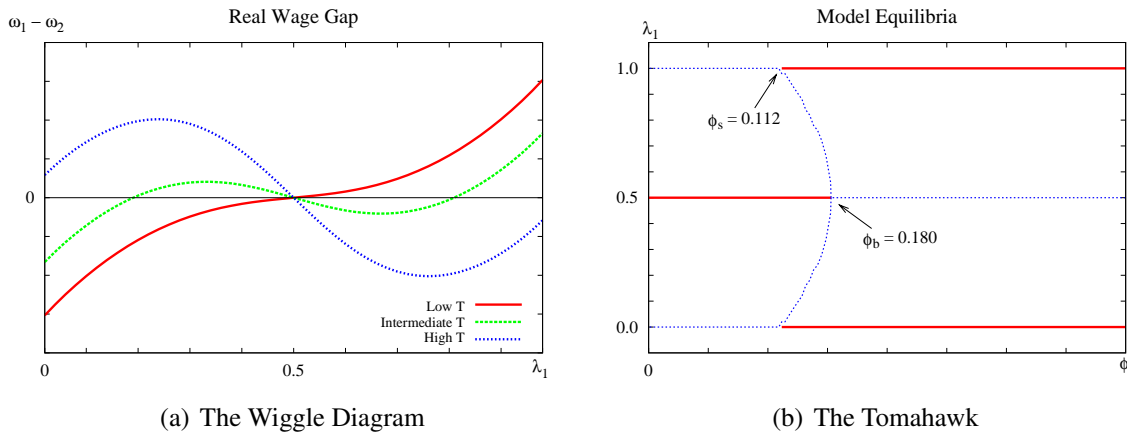 Real Wage Gap
ω₁ − ω₂
0
Low T
Intermediate T
High T
0
0.5
λ₁
(a) The Wiggle Diagram
Model Equilibria
λ₁
1.0
ϕₛ = 0.112
0.5
ϕ_b = 0.180
0.0
0
ϕ
(b) The Tomahawk